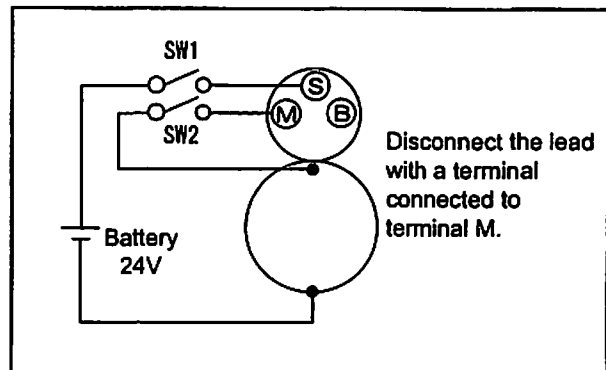 SW1
S
M
B
SW2
Disconnect the lead
with a terminal
connected to
terminal M.
Battery
24V